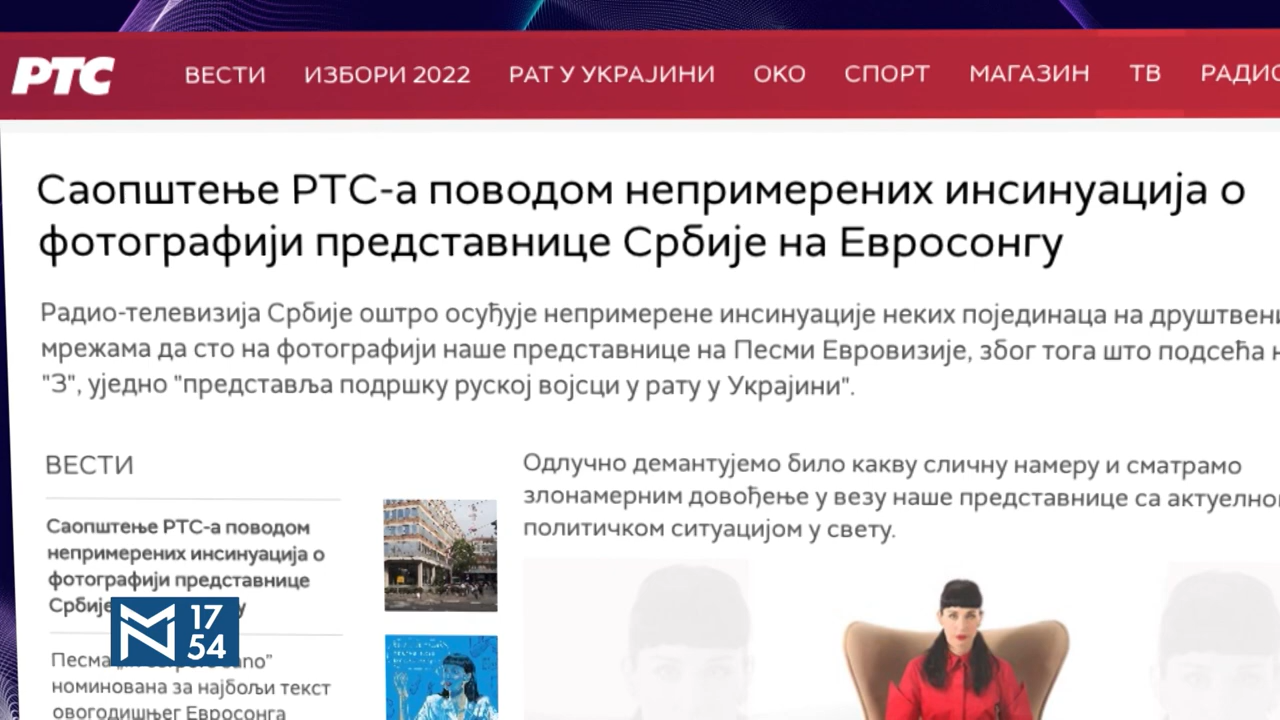 РТС ВЕСТИ ИЗБОРИ 2022 РАТ У УКРАЈИНИ ОКО СПОРТ МАГАЗИН ТВ
Саопштење РТС-а поводом непримерених инсинуација о
фотографији представнице Србије на Евросонгу
Радио-телевизија Србије оштро осуђује непримерене инсинуације неких појединаца на
мрежама да сто на фотографији наше представнице на Песми Евровизије, због тога што подсећа
"З", уједно "представља подршку руској војсци у рату у Украјини".
ВЕСТИ
Саопштење РТС-а поводом
непримерених инсинуација о
фотографији представнице
Песма
номинована за најбољи текст
овогодишњег Евросонга
Одлучно демантујемо било какву сличну намеру и сматрамо
злонамерним довођење у везу наше представнице са
политичком ситуацијом у свету.
17
54